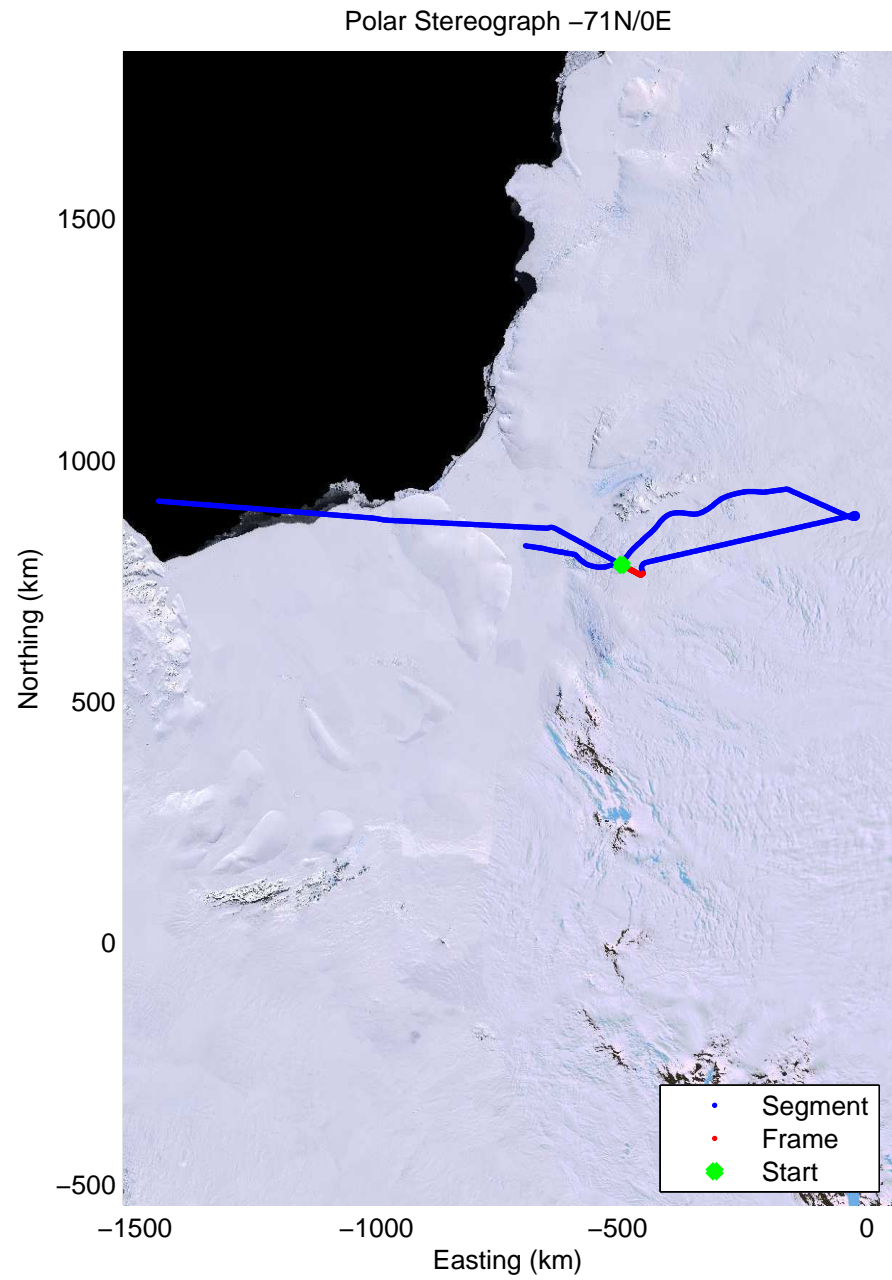 Polar Stereograph −71N/0E
1500
1000
500
0
−500
Northing (km)
−1500
−1000
−500
0
Easting (km)
Segment
Frame
Start